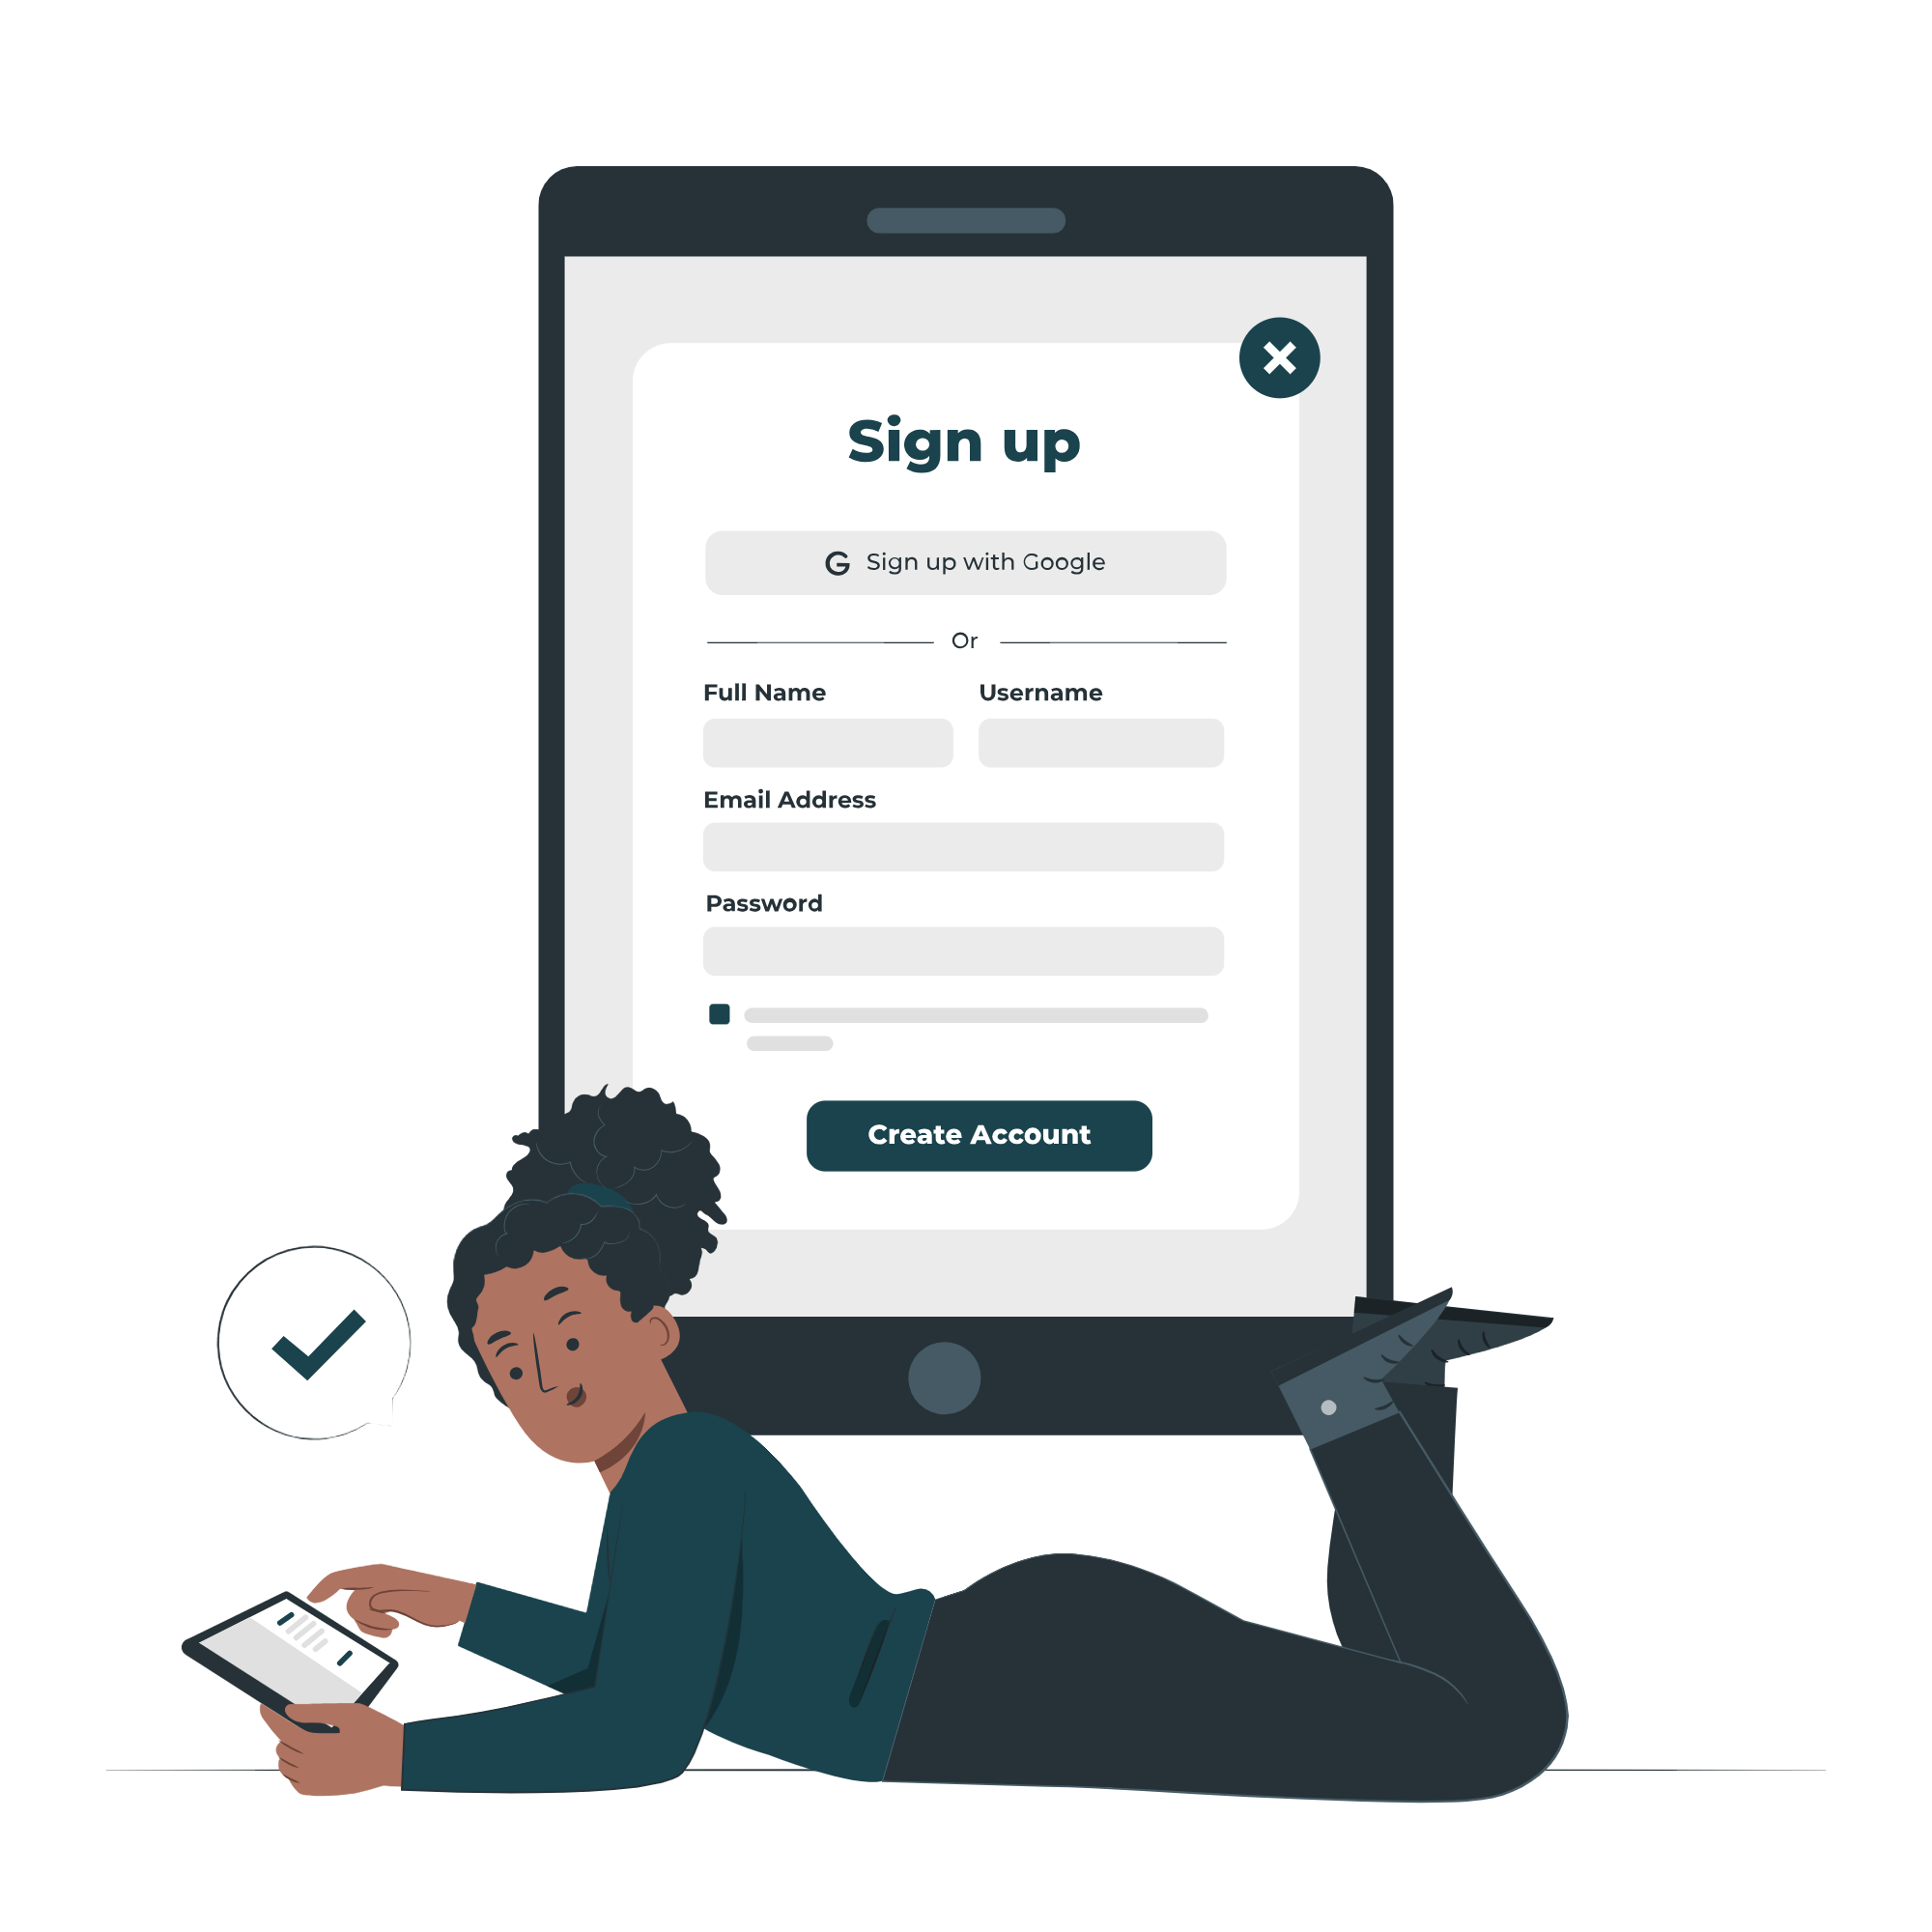 Sign up
G Sign up with Google
Or
Full Name Username
Email Address
Password
Create Account